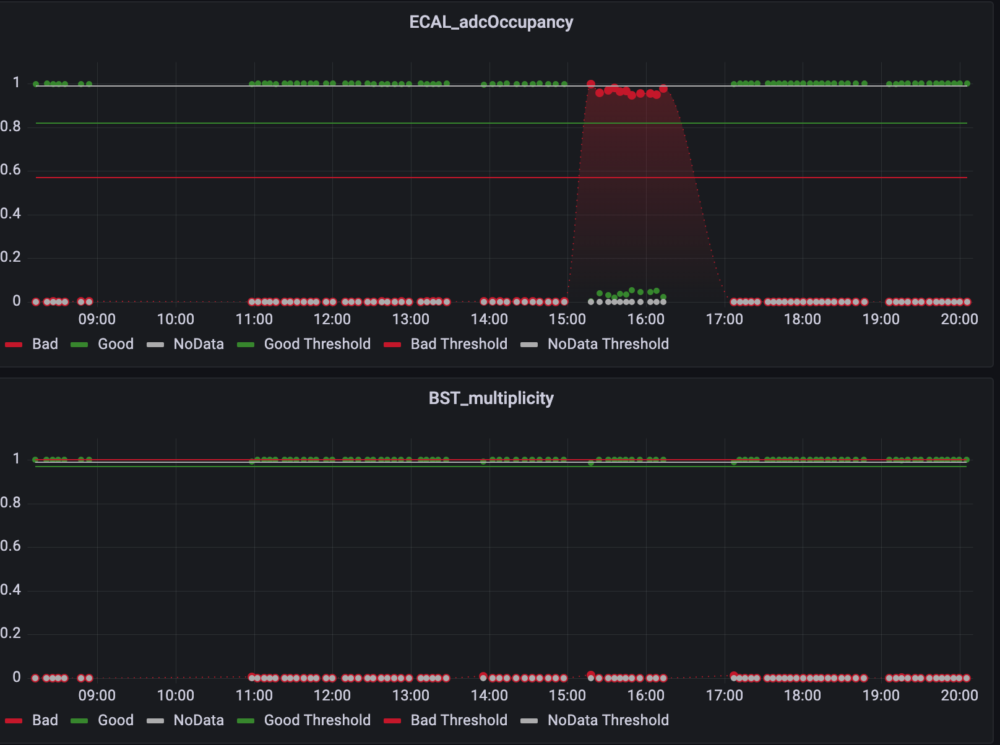 ECAL_adcOccupancy
1
0.8
0.6
0.4
0.2
0
09:00 10:00 11:00 12:00 13:00 14:00 15:00 16:00 17:00 18:00 19:00 20:00
Bad Good NoData Good Threshold Bad Threshold NoData Threshold
BST_multiplicity
1
0.8
0.6
0.4
0.2
0
09:00 10:00 11:00 12:00 13:00 14:00 15:00 16:00 17:00 18:00 19:00 20:00
Bad Good NoData Good Threshold Bad Threshold NoData Threshold